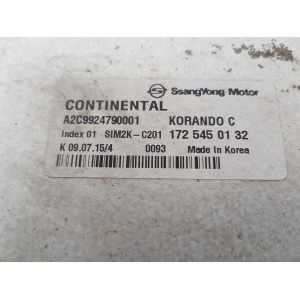 SsangYong Motor
CONTINENTAL
A2C9924790001 KORANDO C
Index 01 SIM2K-C201 172 545 01 32
K 09.07.15/4 0093 Made in Korea